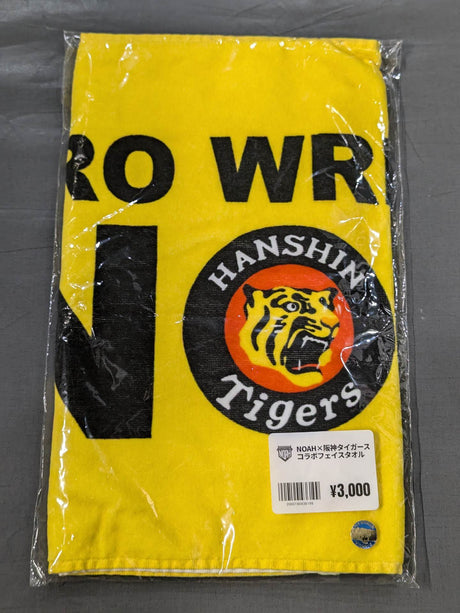 RO WR
N
HANSHIN
Tigers
NOAH×阪神タイガース
コラボフェイスタオル
¥3,000